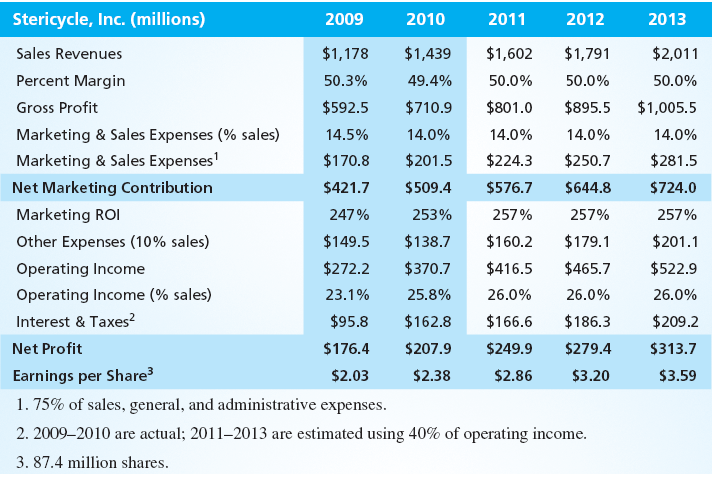 Stericycle, Inc. (millions) 2009 2010 2011 2012 2013
Sales Revenues $1,178 $1,439 $1,602 $1,791 $2,011
Percent Margin 50.3% 49.4% 50.0% 50.0% 50.0%
Gross Profit $592.5 $710.9 $801.0 $895.5 $1,005.5
Marketing & Sales Expenses (% sales) 14.5% 14.0% 14.0% 14.0% 14.0%
Marketing & Sales Expenses¹ $170.8 $201.5 $224.3 $250.7 $281.5
Net Marketing Contribution $421.7 $509.4 $576.7 $644.8 $724.0
Marketing ROI 247% 253% 257% 257% 257%
Other Expenses (10% sales) $149.5 $138.7 $160.2 $179.1 $201.1
Operating Income $272.2 $370.7 $416.5 $465.7 $522.9
Operating Income (% sales) 23.1% 25.8% 26.0% 26.0% 26.0%
Interest & Taxes² $95.8 $162.8 $166.6 $186.3 $209.2
Net Profit $176.4 $207.9 $249.9 $279.4 $313.7
Earnings per Share³ $2.03 $2.38 $2.86 $3.20 $3.59
1. 75% of sales, general, and administrative expenses.
2. 2009–2010 are actual; 2011–2013 are estimated using 40% of operating income.
3. 87.4 million shares.